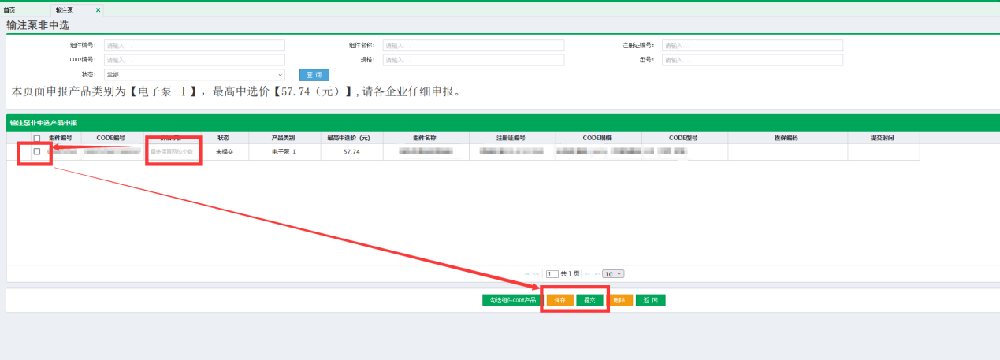 首页 输注泵 ×
输注泵非中选
组件编号: 请输入... 组件名称: 请输入... 注册证编号: 请输入...
CODE编号: 请输入... 规格: 请输入... 型号: 请输入...
状态: 全部 查 询
本页面申报产品类别为【电子泵 Ⅰ】,最高中选价【57.74(元)】,请各企业仔细申报。
输注泵非中选产品申报
组件编号 CODE编号 价格(元) 状态 产品类别 最高中选价 (元) 组件名称 注册证编号 CODE规格 CODE型号 医保编码 提交时间
最多保留两位小数 未提交 电子泵 Ⅰ 57.74
1 共 1 页 10
勾选组件CODE产品 保存 提交 删除 返 回